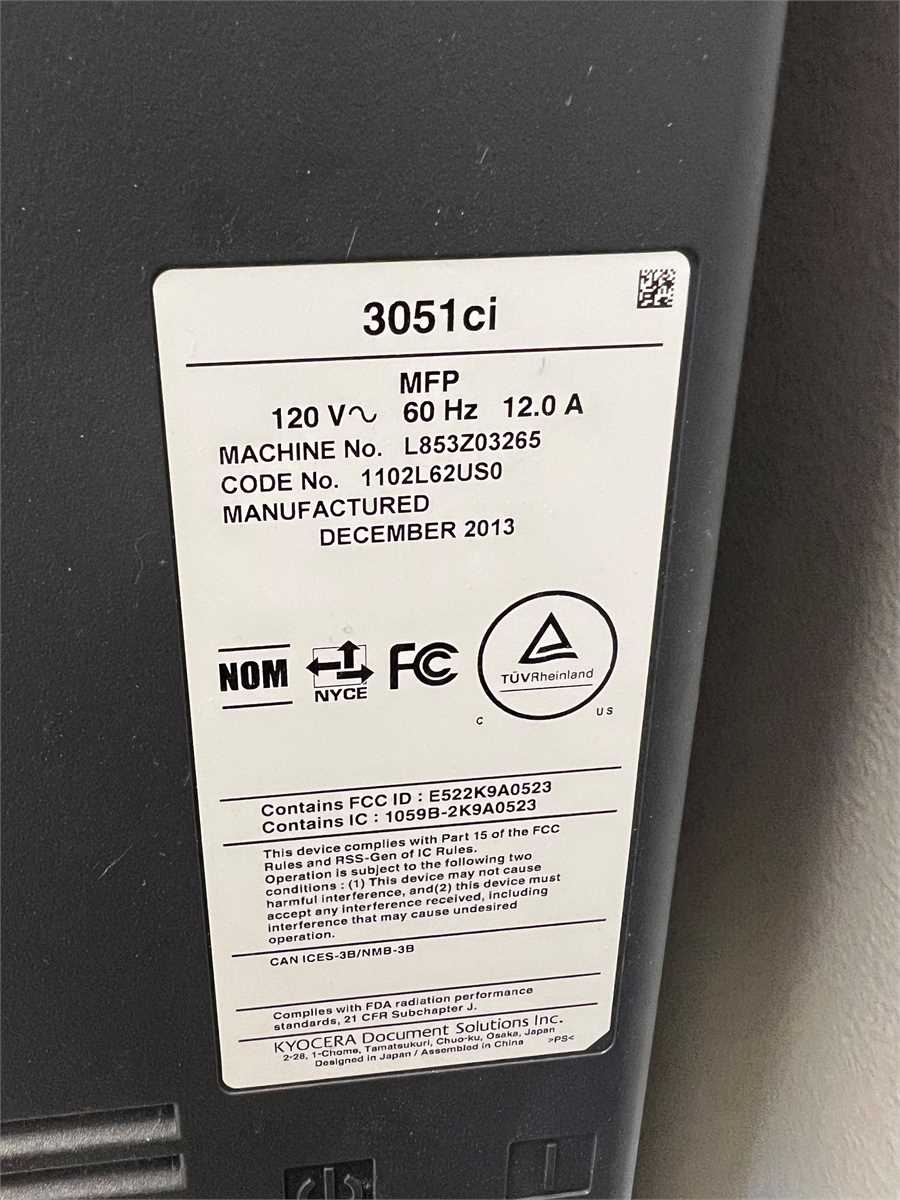 3051ci
MFP
120 V~ 60 Hz 12.0 A
MACHINE No. L853Z03265
CODE No. 1102L62US0
MANUFACTURED
DECEMBER 2013
NOM
NYCE
FC
TÜVRheinland
C US
Contains FCC ID : E522K9A0523
Contains IC : 1059B-2K9A0523
This device complies with Part 15 of the FCC
Rules and RSS-Gen of IC Rules.
Operation is subject to the following two
conditions : (1) This device may not cause
harmful interference, and(2) this device must
accept any interference received, including
interference that may cause undesired
operation.
CAN ICES-3B/NMB-3B
Complies with FDA radiation performance
standards, 21 CFR Subchapter J.
KYOCERA Document Solutions Inc.
2-28, 1-Chome, Tamatsukuri, Chuo-ku, Osaka, Japan
Designed in Japan / Assembled in China >PS<